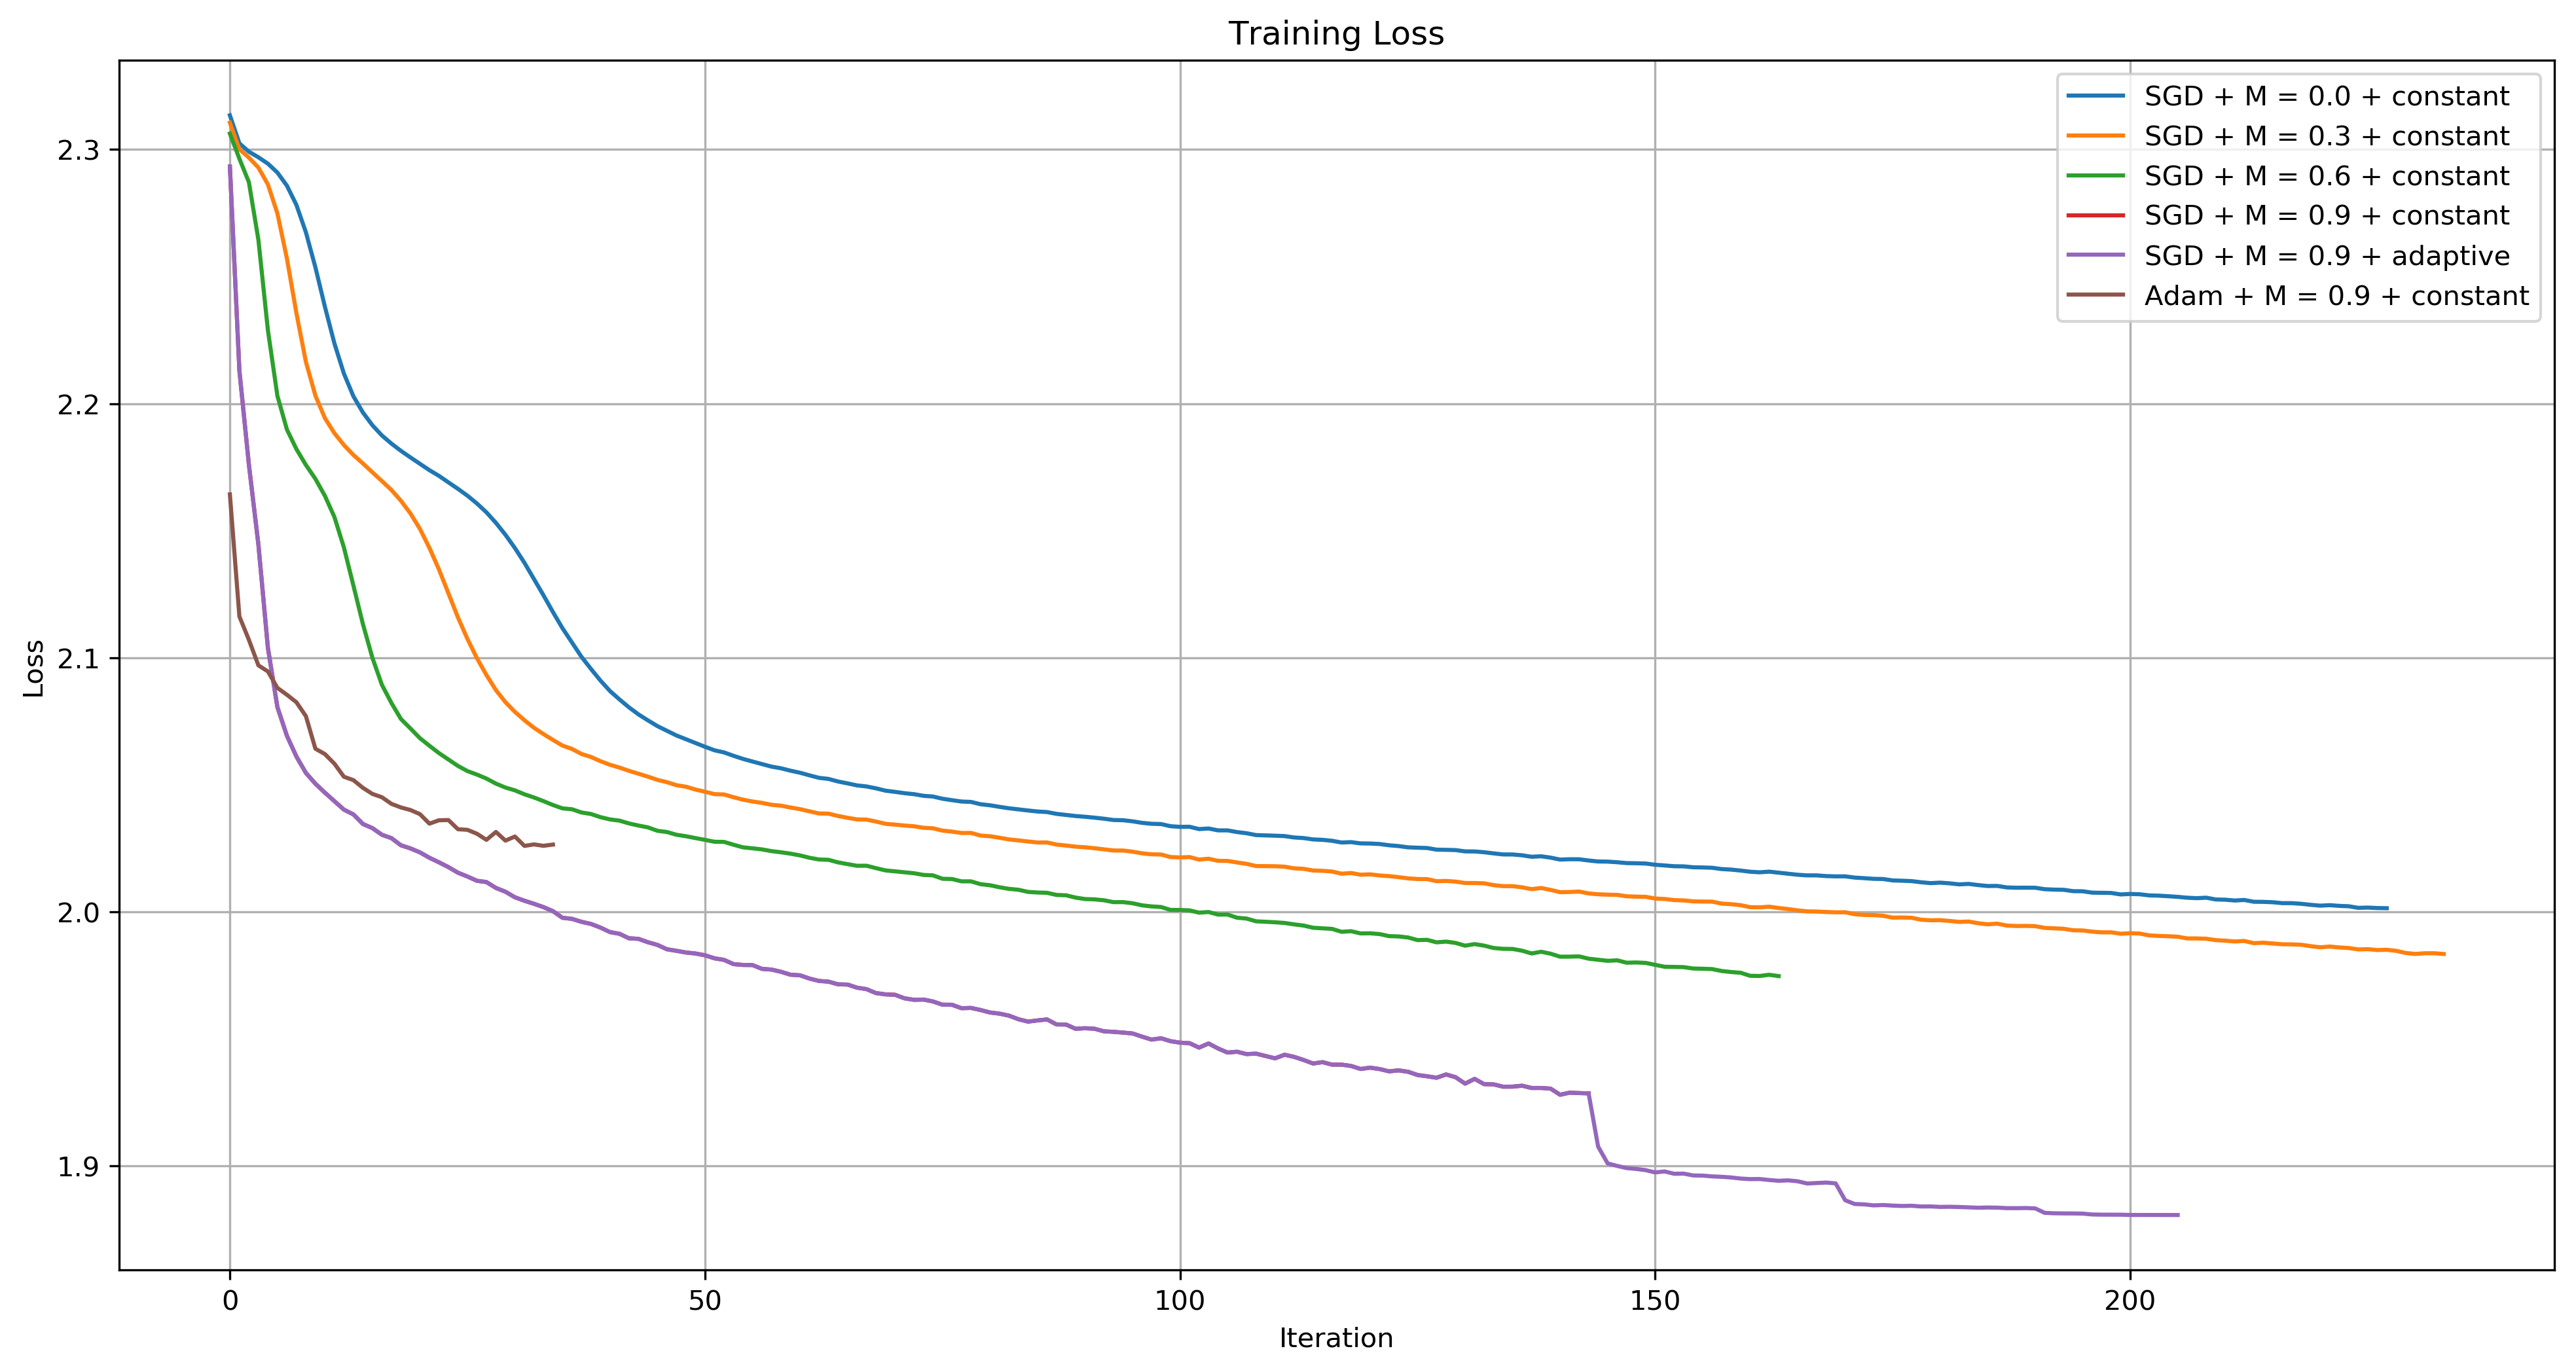 Training Loss
SGD + M = 0.0 + constant
SGD + M = 0.3 + constant
SGD + M = 0.6 + constant
SGD + M = 0.9 + constant
SGD + M = 0.9 + adaptive
Adam + M = 0.9 + constant
2.3
2.2
2.1
2.0
1.9
Loss
0 50 100 150 200
Iteration